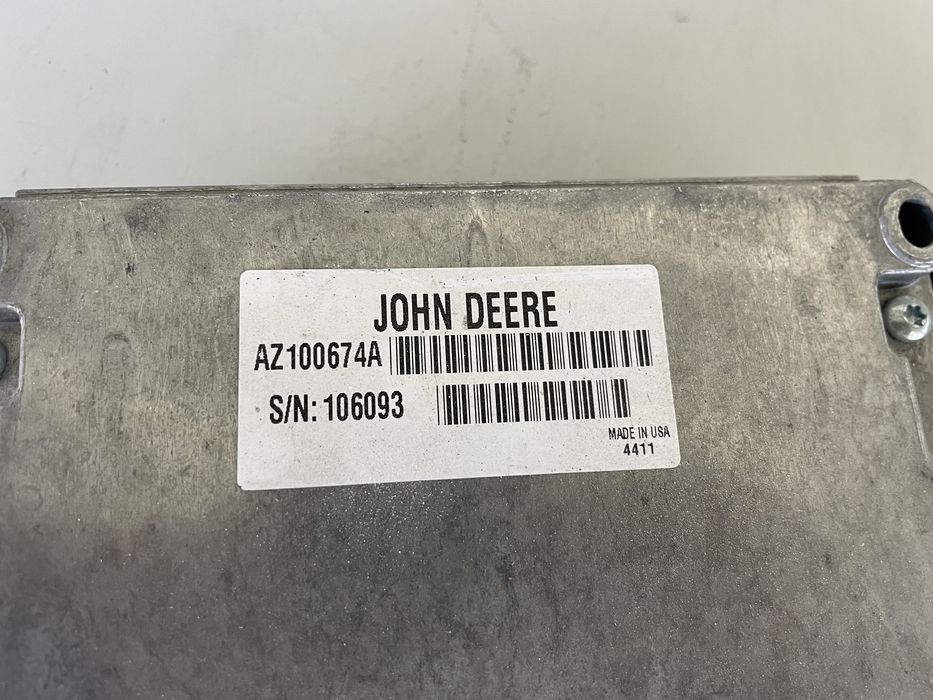 JOHN DEERE
AZ100674A
S/N: 106093
MADE IN USA
4411